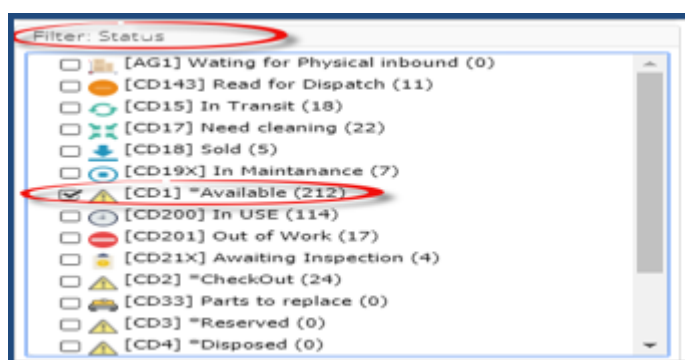 Filter: Status
[AG1] Wating for Physical inbound (0)
[CD143] Read for Dispatch (11)
[CD15] In Transit (18)
[CD17] Need cleaning (22)
[CD18] Sold (5)
[CD19X] In Maintanance (7)
[CD1] *Available (212)
[CD200] In USE (114)
[CD201] Out of Work (17)
[CD21X] Awaiting Inspection (4)
[CD2] *CheckOut (24)
[CD33] Parts to replace (0)
[CD3] *Reserved (0)
[CD4] *Disposed (0)